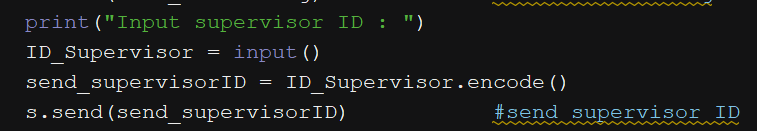 print("Input supervisor ID : ")
ID_Supervisor = input()
send_supervisorID = ID_Supervisor.encode()
s.send(send_supervisorID) #send supervisor ID